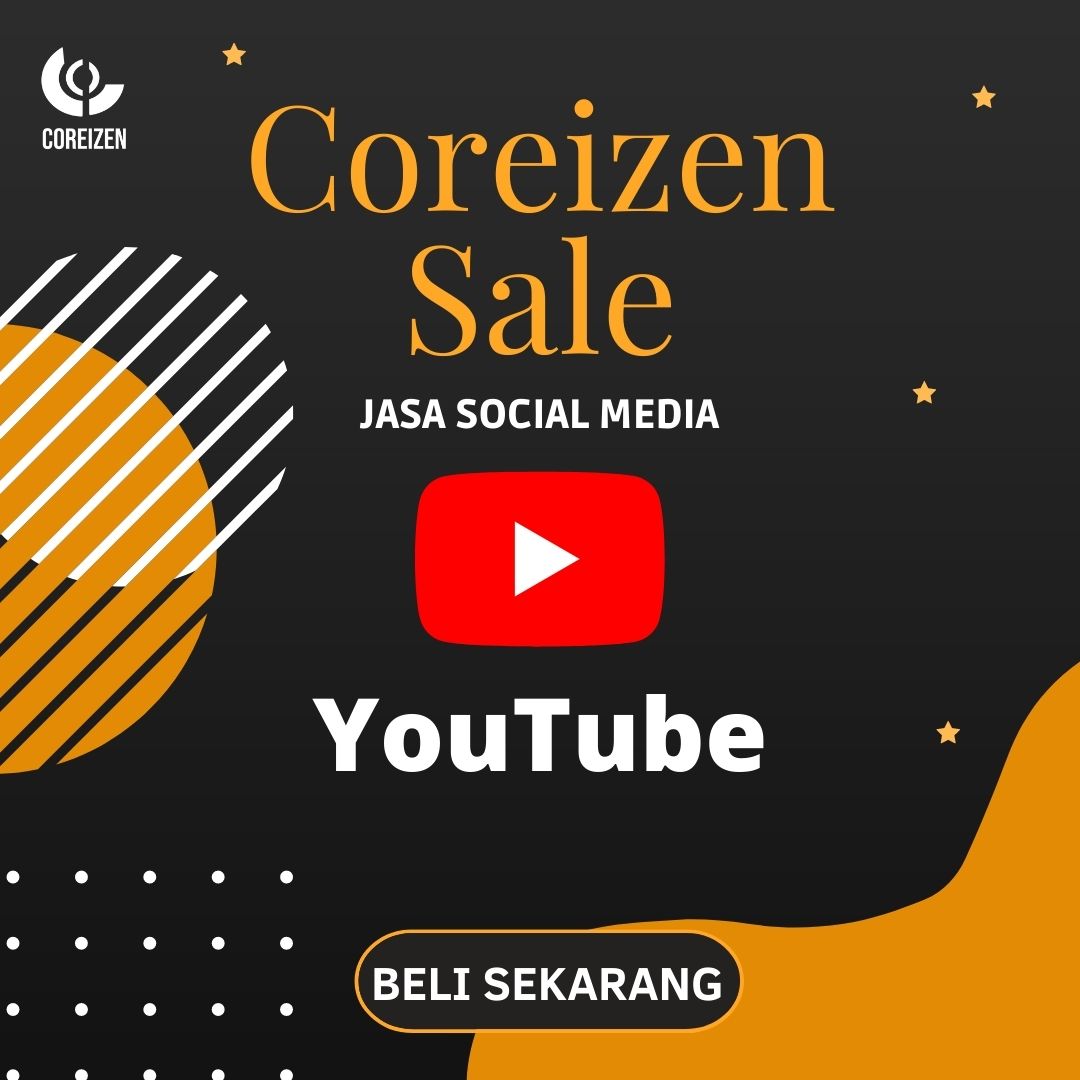 COREIZEN
Coreizen
Sale
JASA SOCIAL MEDIA
YouTube
BELI SEKARANG